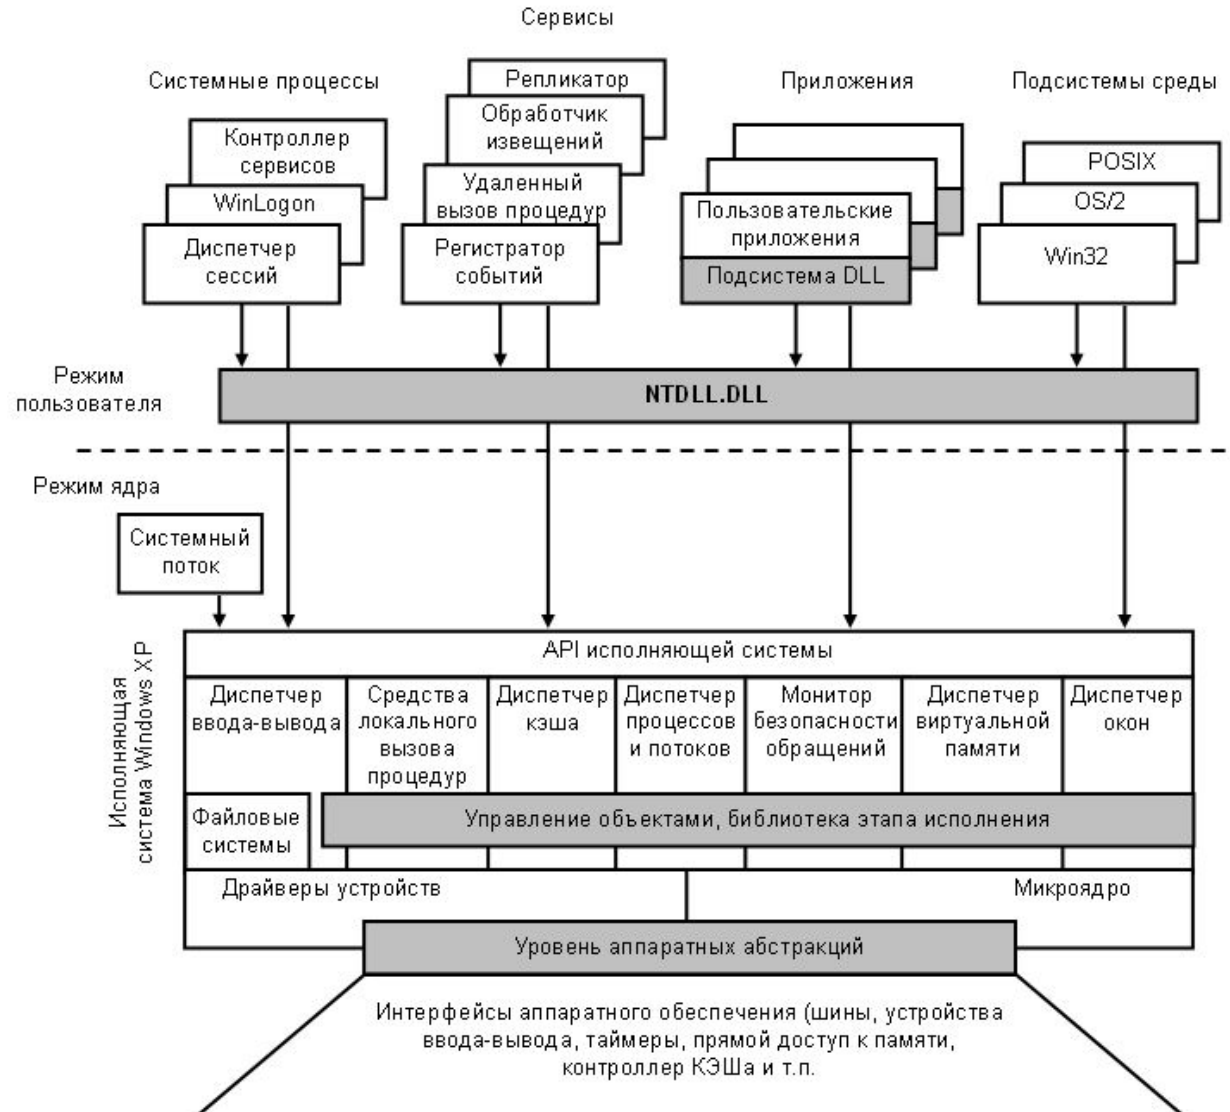 Сервисы
Системные процессы
Приложения
Подсистемы среды
Контроллер
сервисов
WinLogon
Диспетчер
сессий
Репликатор
Обработчик
извещений
Удаленный
вызов процедур
Регистратор
событий
Пользовательские
приложения
Подсистема DLL
POSIX
OS/2
Win32
Режим
пользователя
NTDLL.DLL
Режим ядра
Системный
поток
Исполняющая
система Windows XP
API исполняющей системы
Диспетчер
ввода-вывода
Средства
локального
вызова
процедур
Диспетчер
кэша
Диспетчер
процессов
и потоков
Монитор
безопасности
обращений
Диспетчер
виртуальной
памяти
Диспетчер
окон
Файловые
системы
Управление объектами, библиотека этапа исполнения
Драйверы устройств
Микроядро
Уровень аппаратных абстракций
Интерфейсы аппаратного обеспечения (шины, устройства
ввода-вывода, таймеры, прямой доступ к памяти,
контроллер КЭШа и т.п.